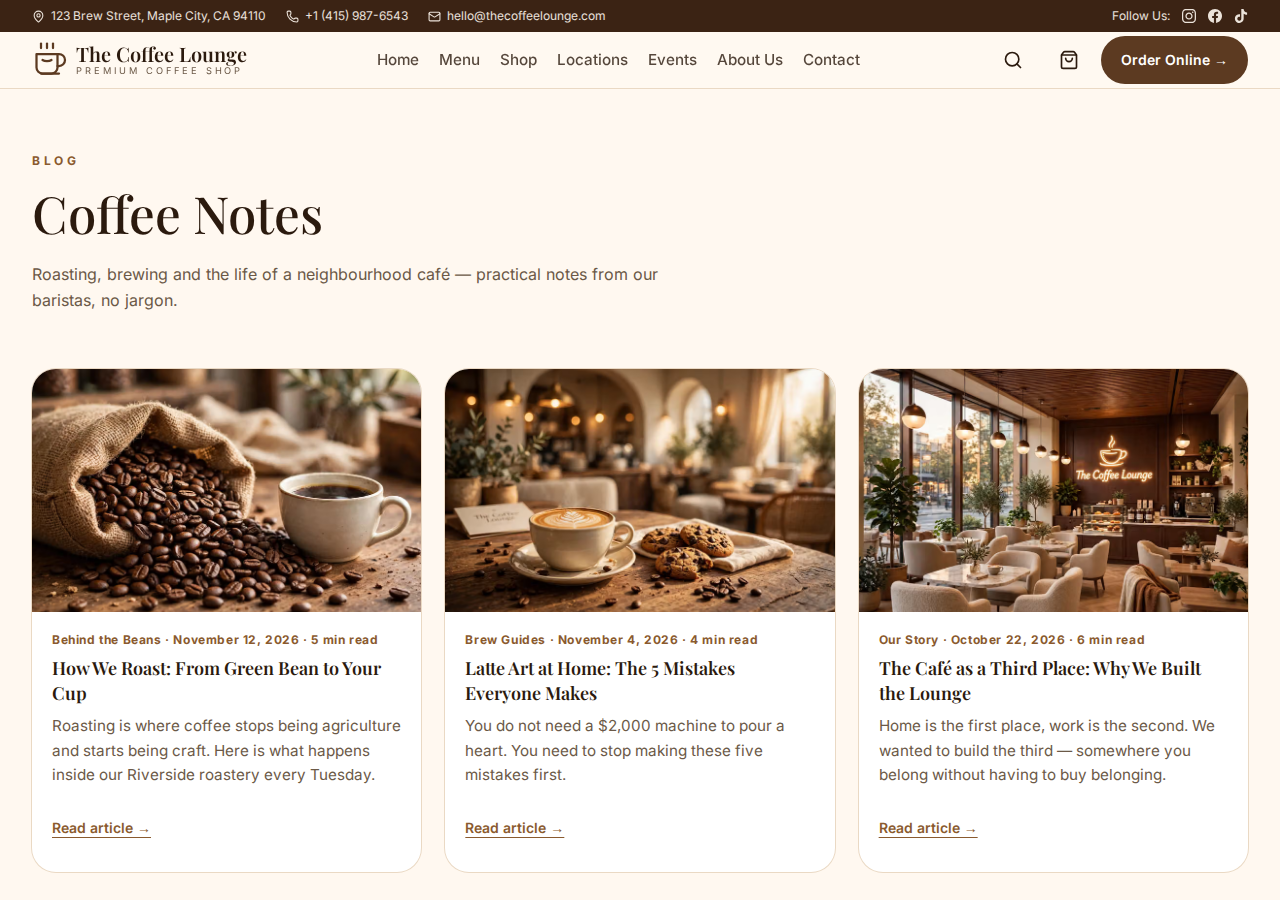 123 Brew Street, Maple City, CA 94110
+1 (415) 987-6543
hello@thecoffeelounge.com
Follow Us:
The Coffee Lounge
PREMIUM COFFEE SHOP
Home
Menu
Shop
Locations
Events
About Us
Contact
Order Online →
BLOG
Coffee Notes
Roasting, brewing and the life of a neighbourhood café — practical notes from our
baristas, no jargon.
The Coffee
Lounge
The Coffee Lounge
Behind the Beans · November 12, 2026 · 5 min read
How We Roast: From Green Bean to Your
Cup
Roasting is where coffee stops being agriculture
and starts being craft. Here is what happens
inside our Riverside roastery every Tuesday.
Read article →
Brew Guides · November 4, 2026 · 4 min read
Latte Art at Home: The 5 Mistakes
Everyone Makes
You do not need a $2,000 machine to pour a
heart. You need to stop making these five
mistakes first.
Read article →
Our Story · October 22, 2026 · 6 min read
The Café as a Third Place: Why We Built
the Lounge
Home is the first place, work is the second. We
wanted to build the third — somewhere you
belong without having to buy belonging.
Read article →